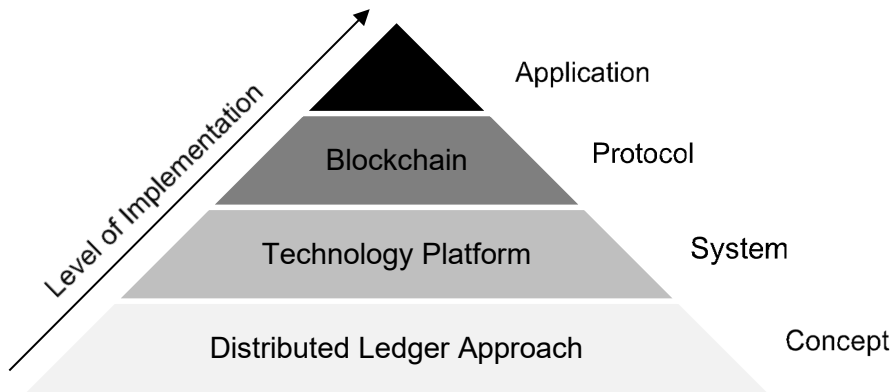 Application
Level of Implementation
Blockchain
Protocol
Technology Platform
System
Distributed Ledger Approach
Concept